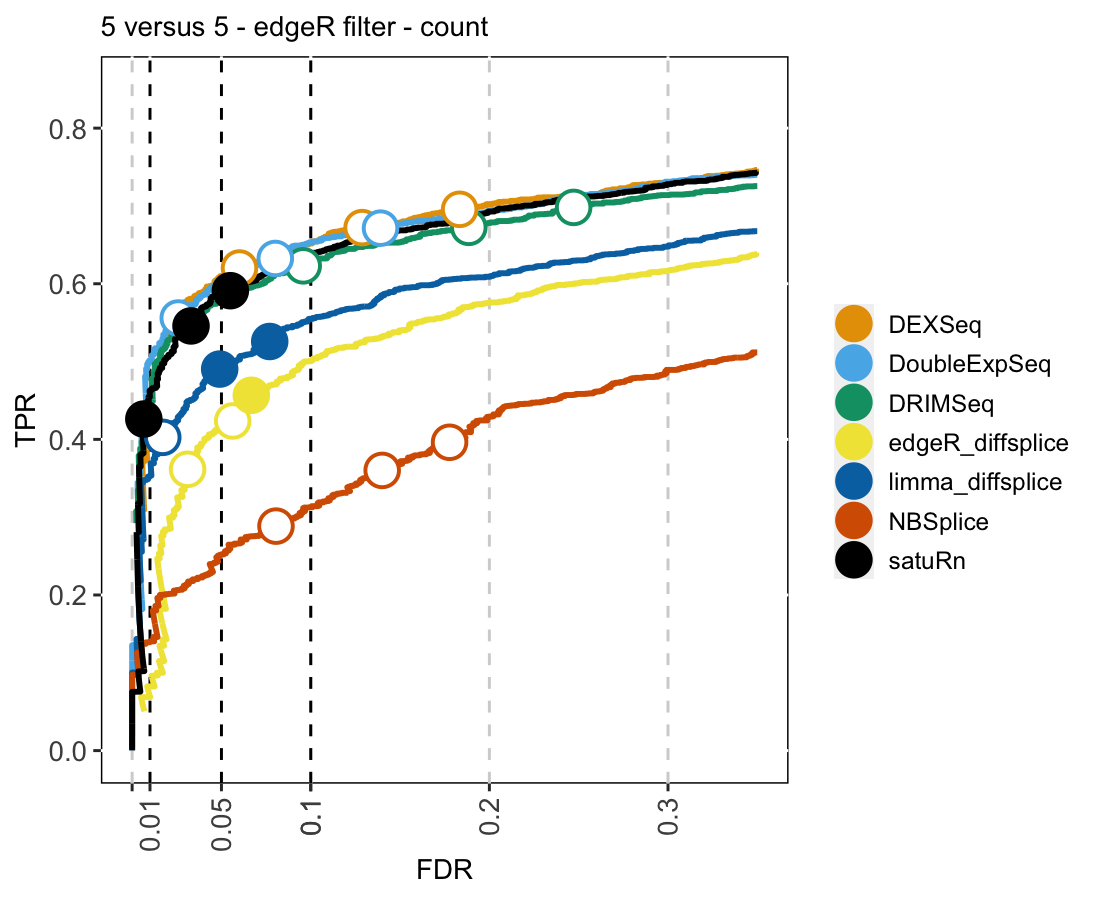 5 versus 5 - edgeR filter - count
TPR
0.8
0.6
0.4
0.2
0.0
0.01
0.05
0.1
0.2
0.3
FDR
DEXSeq
DoubleExpSeq
DRIMSeq
edgeR_diffsplice
limma_diffsplice
NBSplice
satuRn